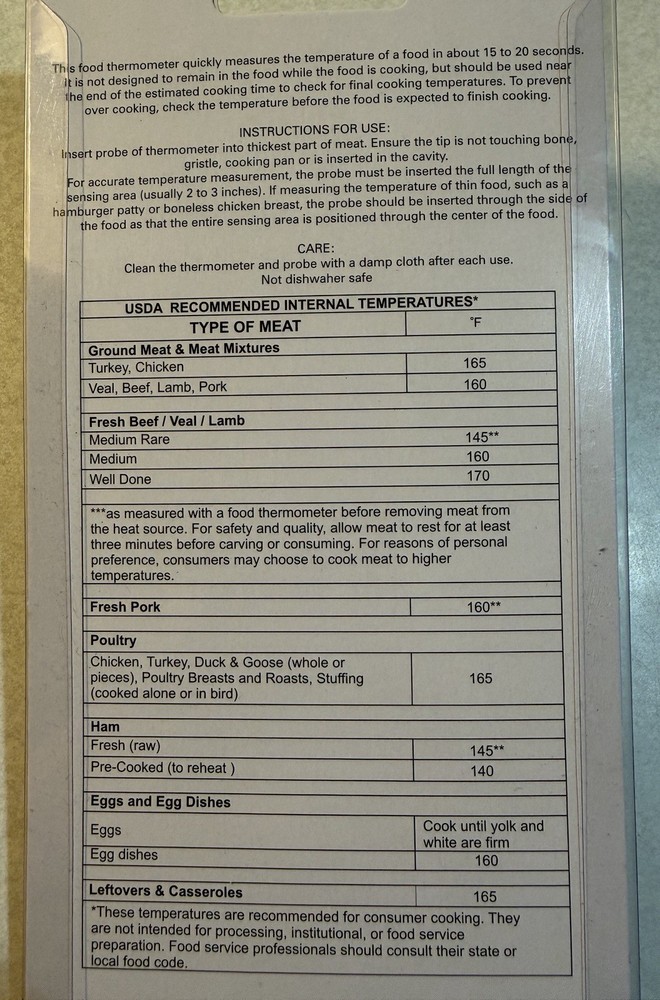 This food thermometer quickly measures the temperature of a food in about 15 to 20 seconds.
It is not designed to remain in the food while the food is cooking, but should be used near
the end of the estimated cooking time to check for final cooking temperatures. To prevent
over cooking, check the temperature before the food is expected to finish cooking.
INSTRUCTIONS FOR USE:
Insert probe of thermometer into thickest part of meat. Ensure the tip is not touching bone,
gristle, cooking pan or is inserted in the cavity.
For accurate temperature measurement, the probe must be inserted the full length of the
sensing area (usually 2 to 3 inches). If measuring the temperature of thin food, such as a
hamburger patty or boneless chicken breast, the probe should be inserted through the side of
the food as that the entire sensing area is positioned through the center of the food.
CARE:
Clean the thermometer and probe with a damp cloth after each use.
Not dishwaher safe
USDA RECOMMENDED INTERNAL TEMPERATURES*
TYPE OF MEAT °F
Ground Meat & Meat Mixtures
Turkey, Chicken 165
Veal, Beef, Lamb, Pork 160
Fresh Beef / Veal / Lamb
Medium Rare 145**
Medium 160
Well Done 170
***as measured with a food thermometer before removing meat from
the heat source. For safety and quality, allow meat to rest for at least
three minutes before carving or consuming. For reasons of personal
preference, consumers may choose to cook meat to higher
temperatures.
Fresh Pork 160**
Poultry
Chicken, Turkey, Duck & Goose (whole or
pieces), Poultry Breasts and Roasts, Stuffing
(cooked alone or in bird)
165
Ham
Fresh (raw) 145**
Pre-Cooked (to reheat ) 140
Eggs and Egg Dishes
Eggs
Cook until yolk and
white are firm
Egg dishes 160
Leftovers & Casseroles 165
*These temperatures are recommended for consumer cooking. They
are not intended for processing, institutional, or food service
preparation. Food service professionals should consult their state or
local food code.